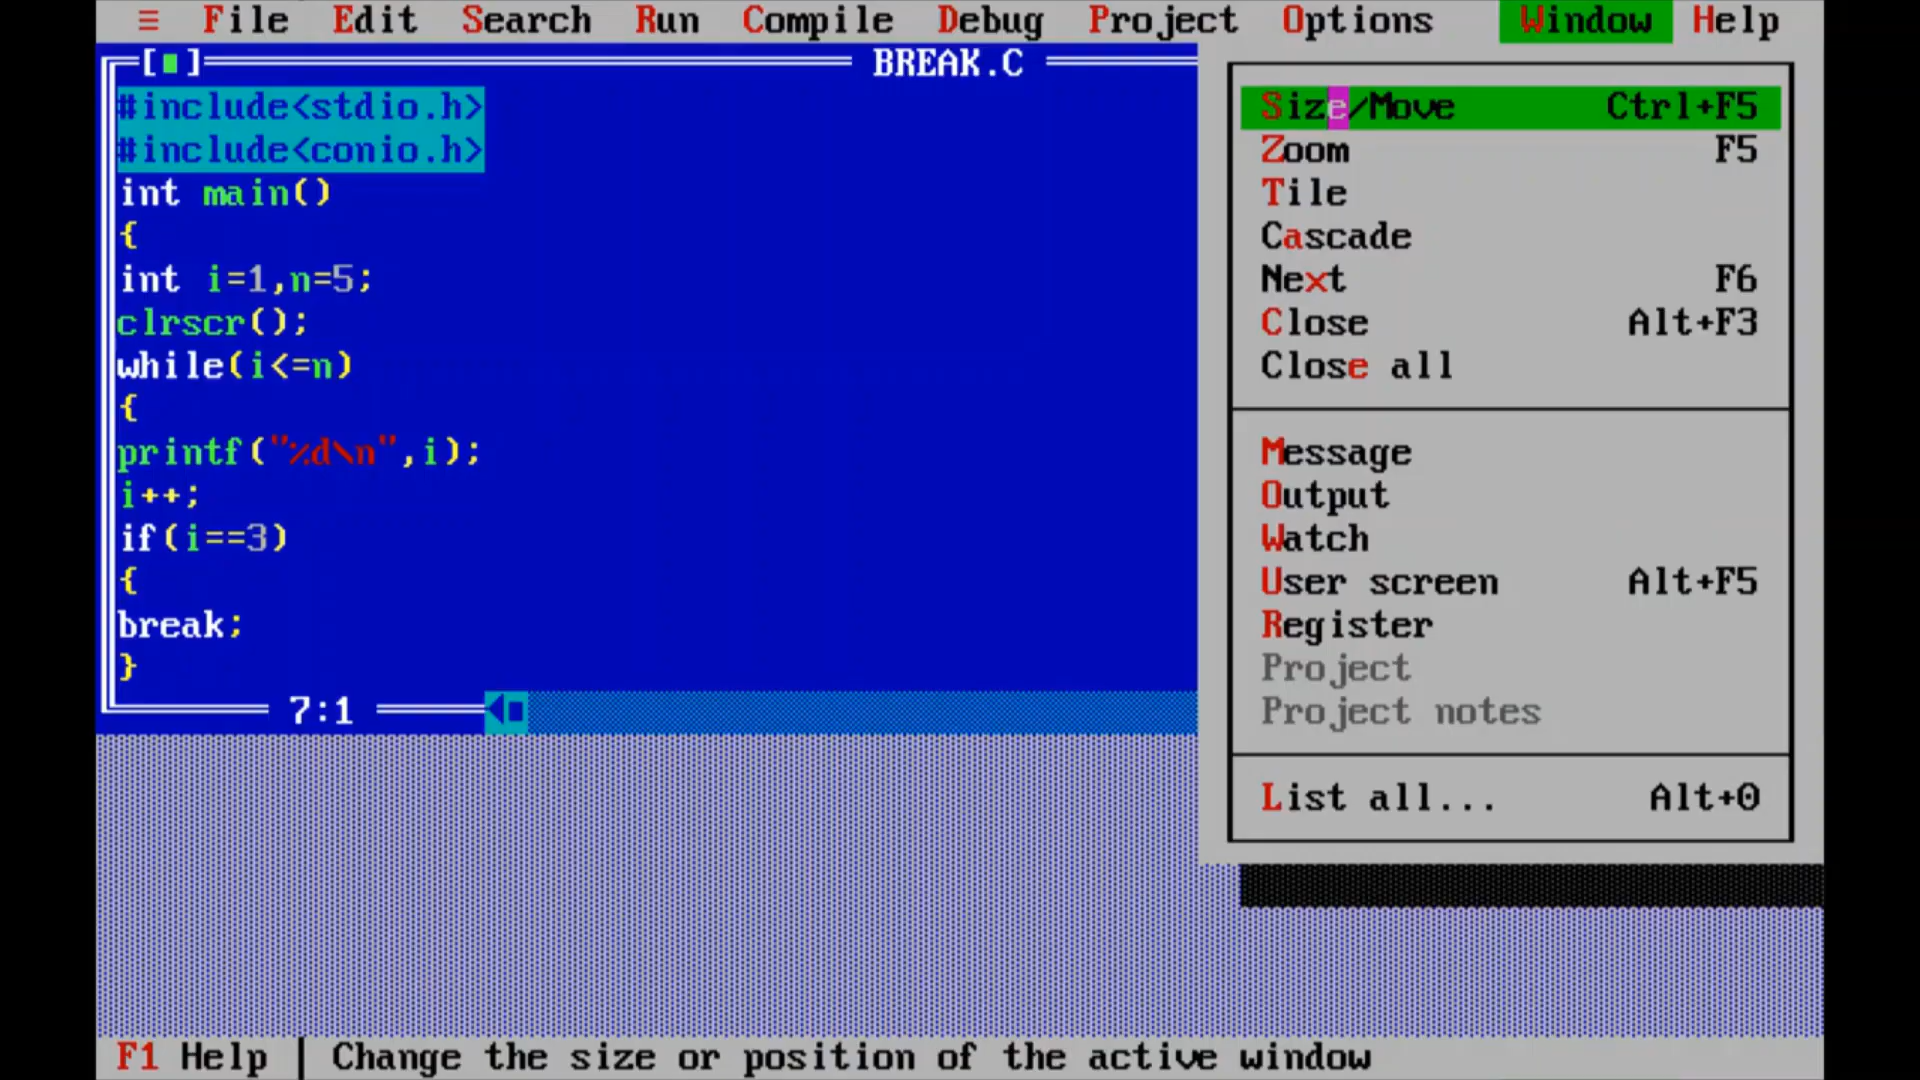 ≡ File Edit Search Run Compile Debug Project Options Window Help
[■] BREAK.C
#include<stdio.h>
#include<conio.h>
int main()
{
int i=1,n=5;
clrscr();
while(i<=n)
{
printf("%d\n",i);
i++;
if(i==3)
{
break;
}
7:1
Size/Move Ctrl+F5
Zoom F5
Tile
Cascade
Next F6
Close Alt+F3
Close all
Message
Output
Watch
User screen Alt+F5
Register
Project
Project notes
List all... Alt+0
F1 Help | Change the size or position of the active window